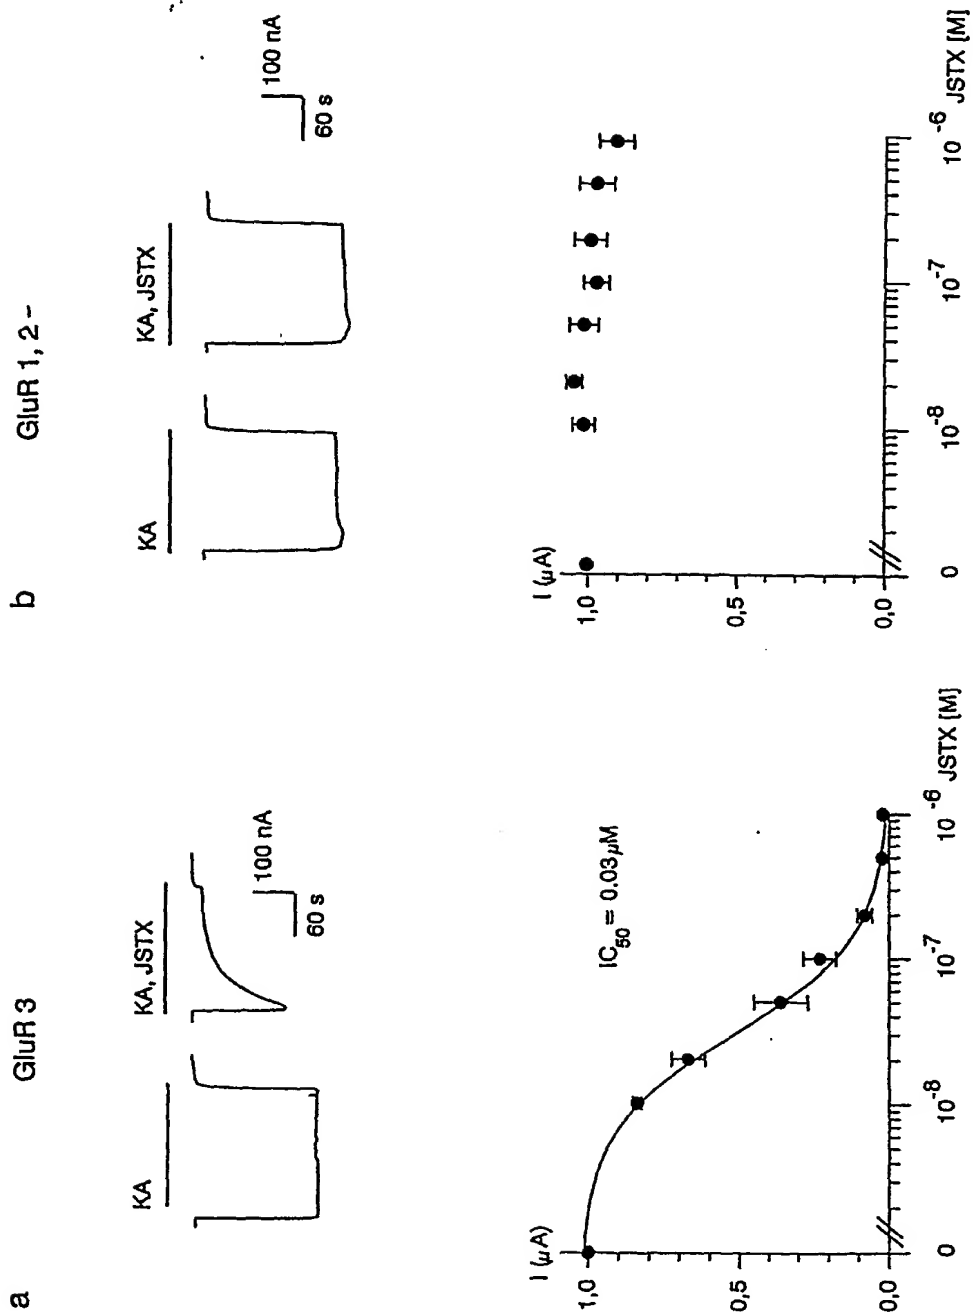 a
GluR 3
KA
KA, JSTX
100 nA
60 s
I (μA)
1,0
0,5
0,0
IC50 = 0.03μM
0
10-8
10-7
10-6
JSTX [M]
b
GluR 1, 2 -
KA
KA, JSTX
100 nA
60 s
I (μA)
1,0
0,5
0,0
0
10-8
10-7
10-6
JSTX [M]